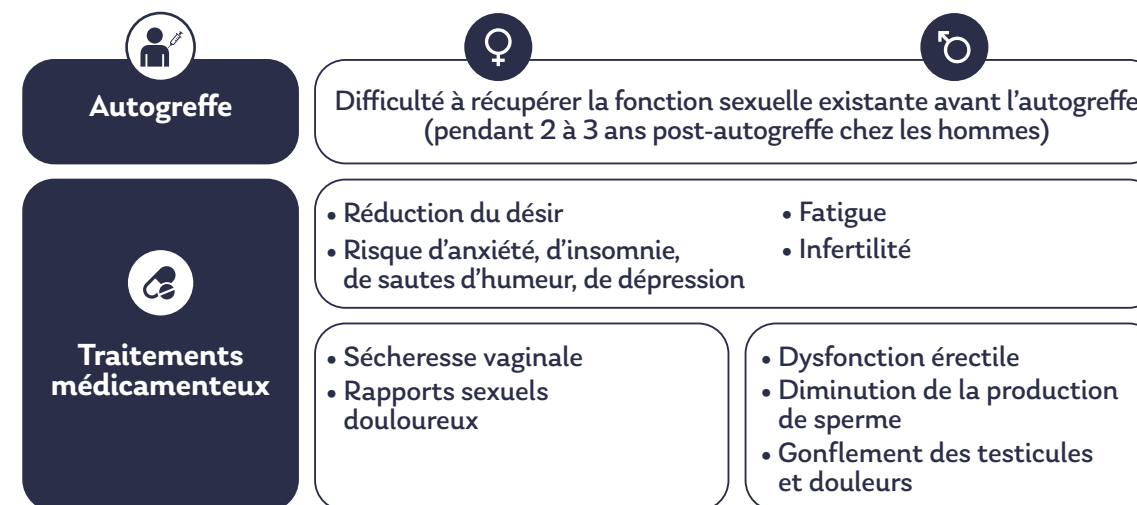 Autogreffe
Difficulté à récupérer la fonction sexuelle existante avant l’autogreffe
(pendant 2 à 3 ans post-autogreffe chez les hommes)
Traitements
médicamenteux
• Réduction du désir
• Risque d’anxiété, d’insomnie,
de sautes d’humeur, de dépression
• Fatigue
• Infertilité
• Sécheresse vaginale
• Rapports sexuels
douloureux
• Dysfonction érectile
• Diminution de la production
de sperme
• Gonflement des testicules
et douleurs